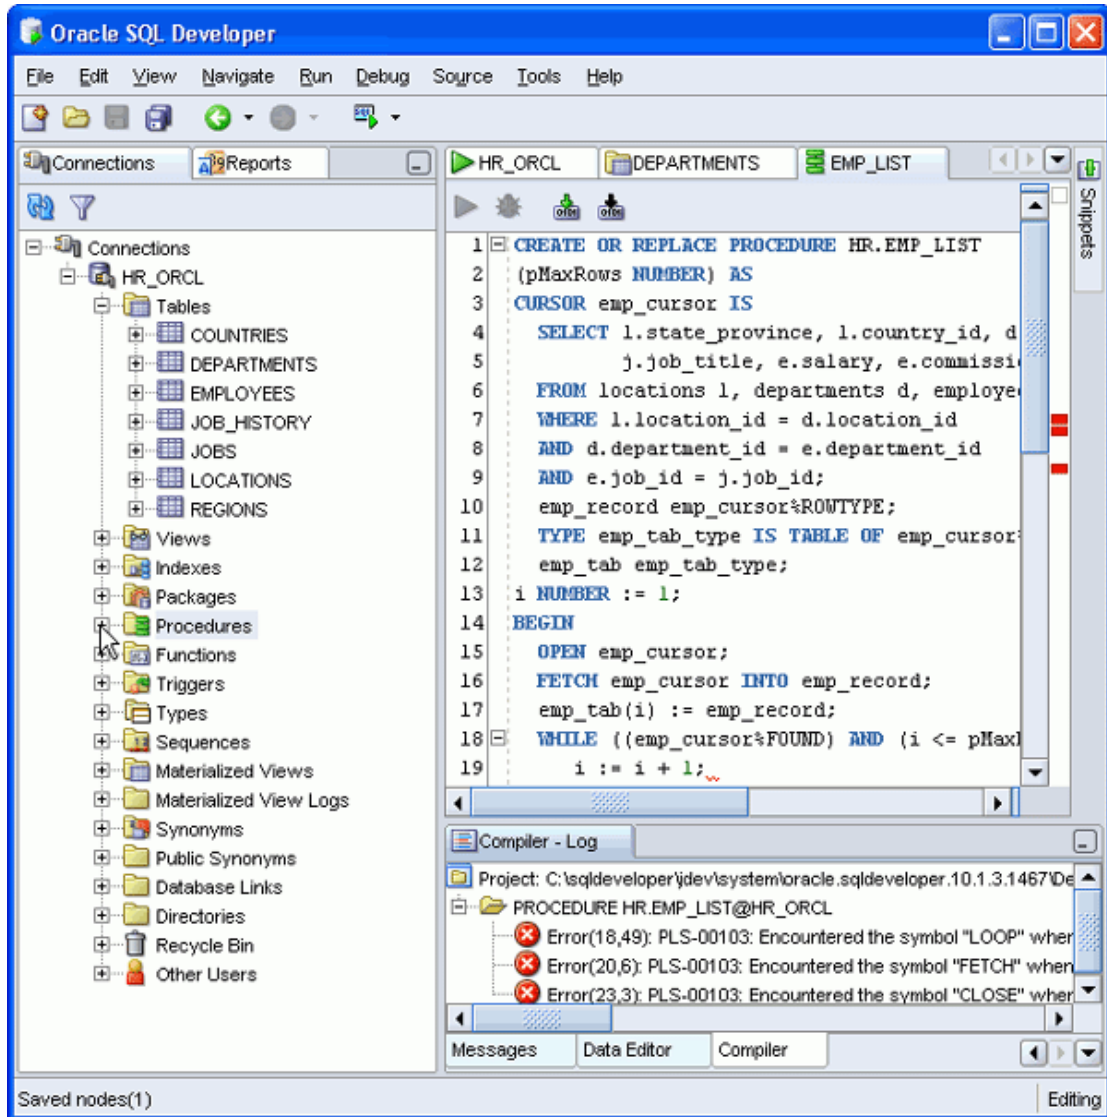 Oracle SQL Developer
File Edit View Navigate Run Debug Source Tools Help
Connections Reports
Connections
HR_ORCL
Tables
COUNTRIES
DEPARTMENTS
EMPLOYEES
JOB_HISTORY
JOBS
LOCATIONS
REGIONS
Views
Indexes
Packages
Procedures
Functions
Triggers
Types
Sequences
Materialized Views
Materialized View Logs
Synonyms
Public Synonyms
Database Links
Directories
Recycle Bin
Other Users
HR_ORCL DEPARTMENTS EMP_LIST
Snippets
1 CREATE OR REPLACE PROCEDURE HR.EMP_LIST
2 (pMaxRows NUMBER) AS
3 CURSOR emp_cursor IS
4 SELECT l.state_province, l.country_id, d
5 j.job_title, e.salary, e.commissi
6 FROM locations l, departments d, employe
7 WHERE l.location_id = d.location_id
8 AND d.department_id = e.department_id
9 AND e.job_id = j.job_id;
10 emp_record emp_cursor%ROWTYPE;
11 TYPE emp_tab_type IS TABLE OF emp_cursor
12 emp_tab emp_tab_type;
13 i NUMBER := 1;
14 BEGIN
15 OPEN emp_cursor;
16 FETCH emp_cursor INTO emp_record;
17 emp_tab(i) := emp_record;
18 WHILE ((emp_cursor%FOUND) AND (i <= pMax
19 i := i + 1;
Compiler - Log
Project: C:\sqldeveloper\jdev\system\oracle.sqldeveloper.10.1.3.1467\De
PROCEDURE HR.EMP_LIST@HR_ORCL
Error(18,49): PLS-00103: Encountered the symbol "LOOP" wher
Error(20,6): PLS-00103: Encountered the symbol "FETCH" when
Error(23,3): PLS-00103: Encountered the symbol "CLOSE" wher
Messages Data Editor Compiler
Saved nodes(1) Editing